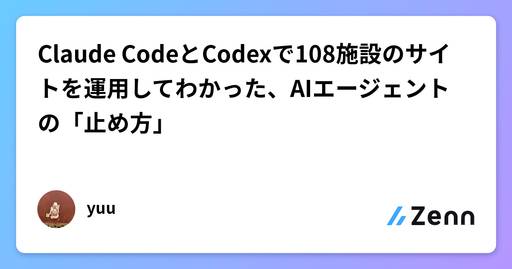 Claude CodeとCodexで108施設のサイ
トを運用してわかった、AIエージェント
の「止め方」
yuu
Zenn